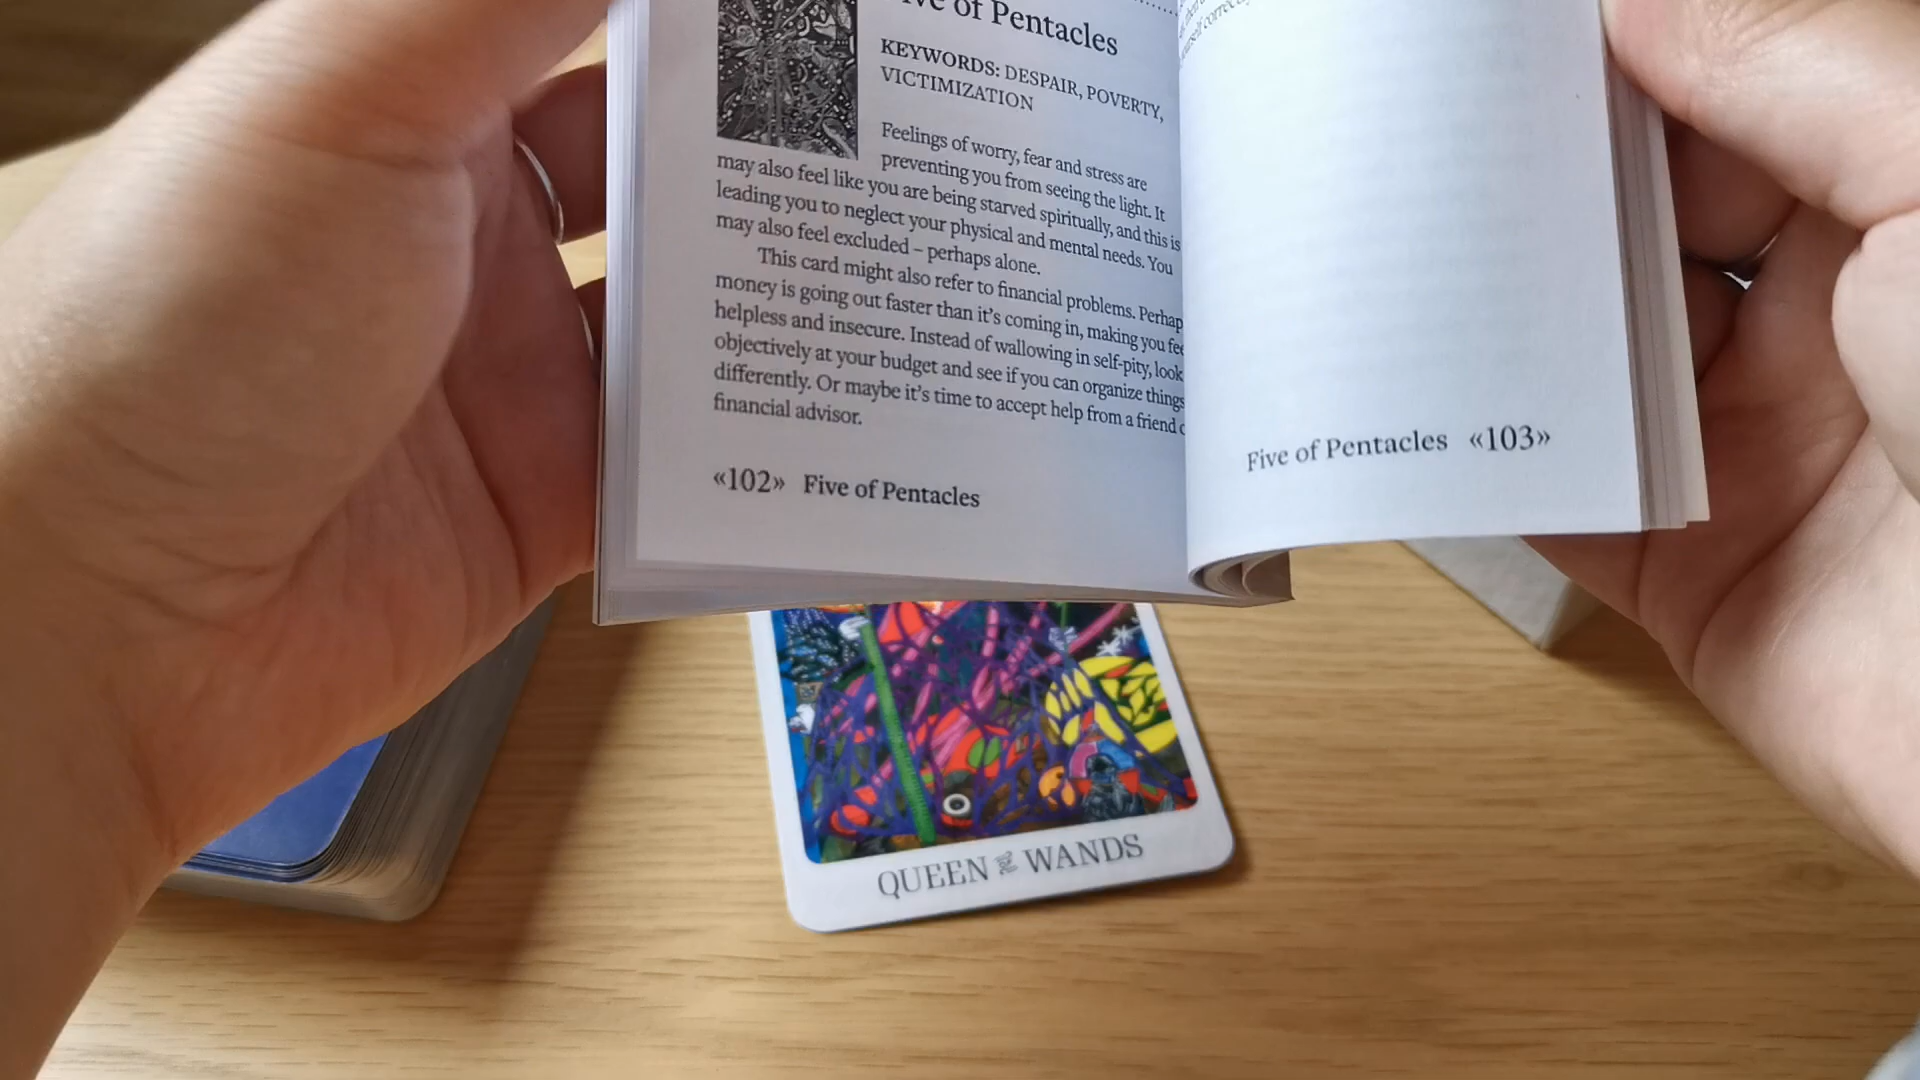 of Pentacles
KEYWORDS: DESPAIR, POVERTY,
VICTIMIZATION
Feelings of worry, fear and stress are
preventing you from seeing the light. It
may also feel like you are being starved spiritually, and this is
leading you to neglect your physical and mental needs. You
may also feel excluded – perhaps alone.
This card might also refer to financial problems. Perhap
money is going out faster than it's coming in, making you fee
helpless and insecure. Instead of wallowing in self-pity, look
objectively at your budget and see if you can organize things
differently. Or maybe it's time to accept help from a friend
financial advisor.
«102» Five of Pentacles
Five of Pentacles «103»
QUEEN OF WANDS